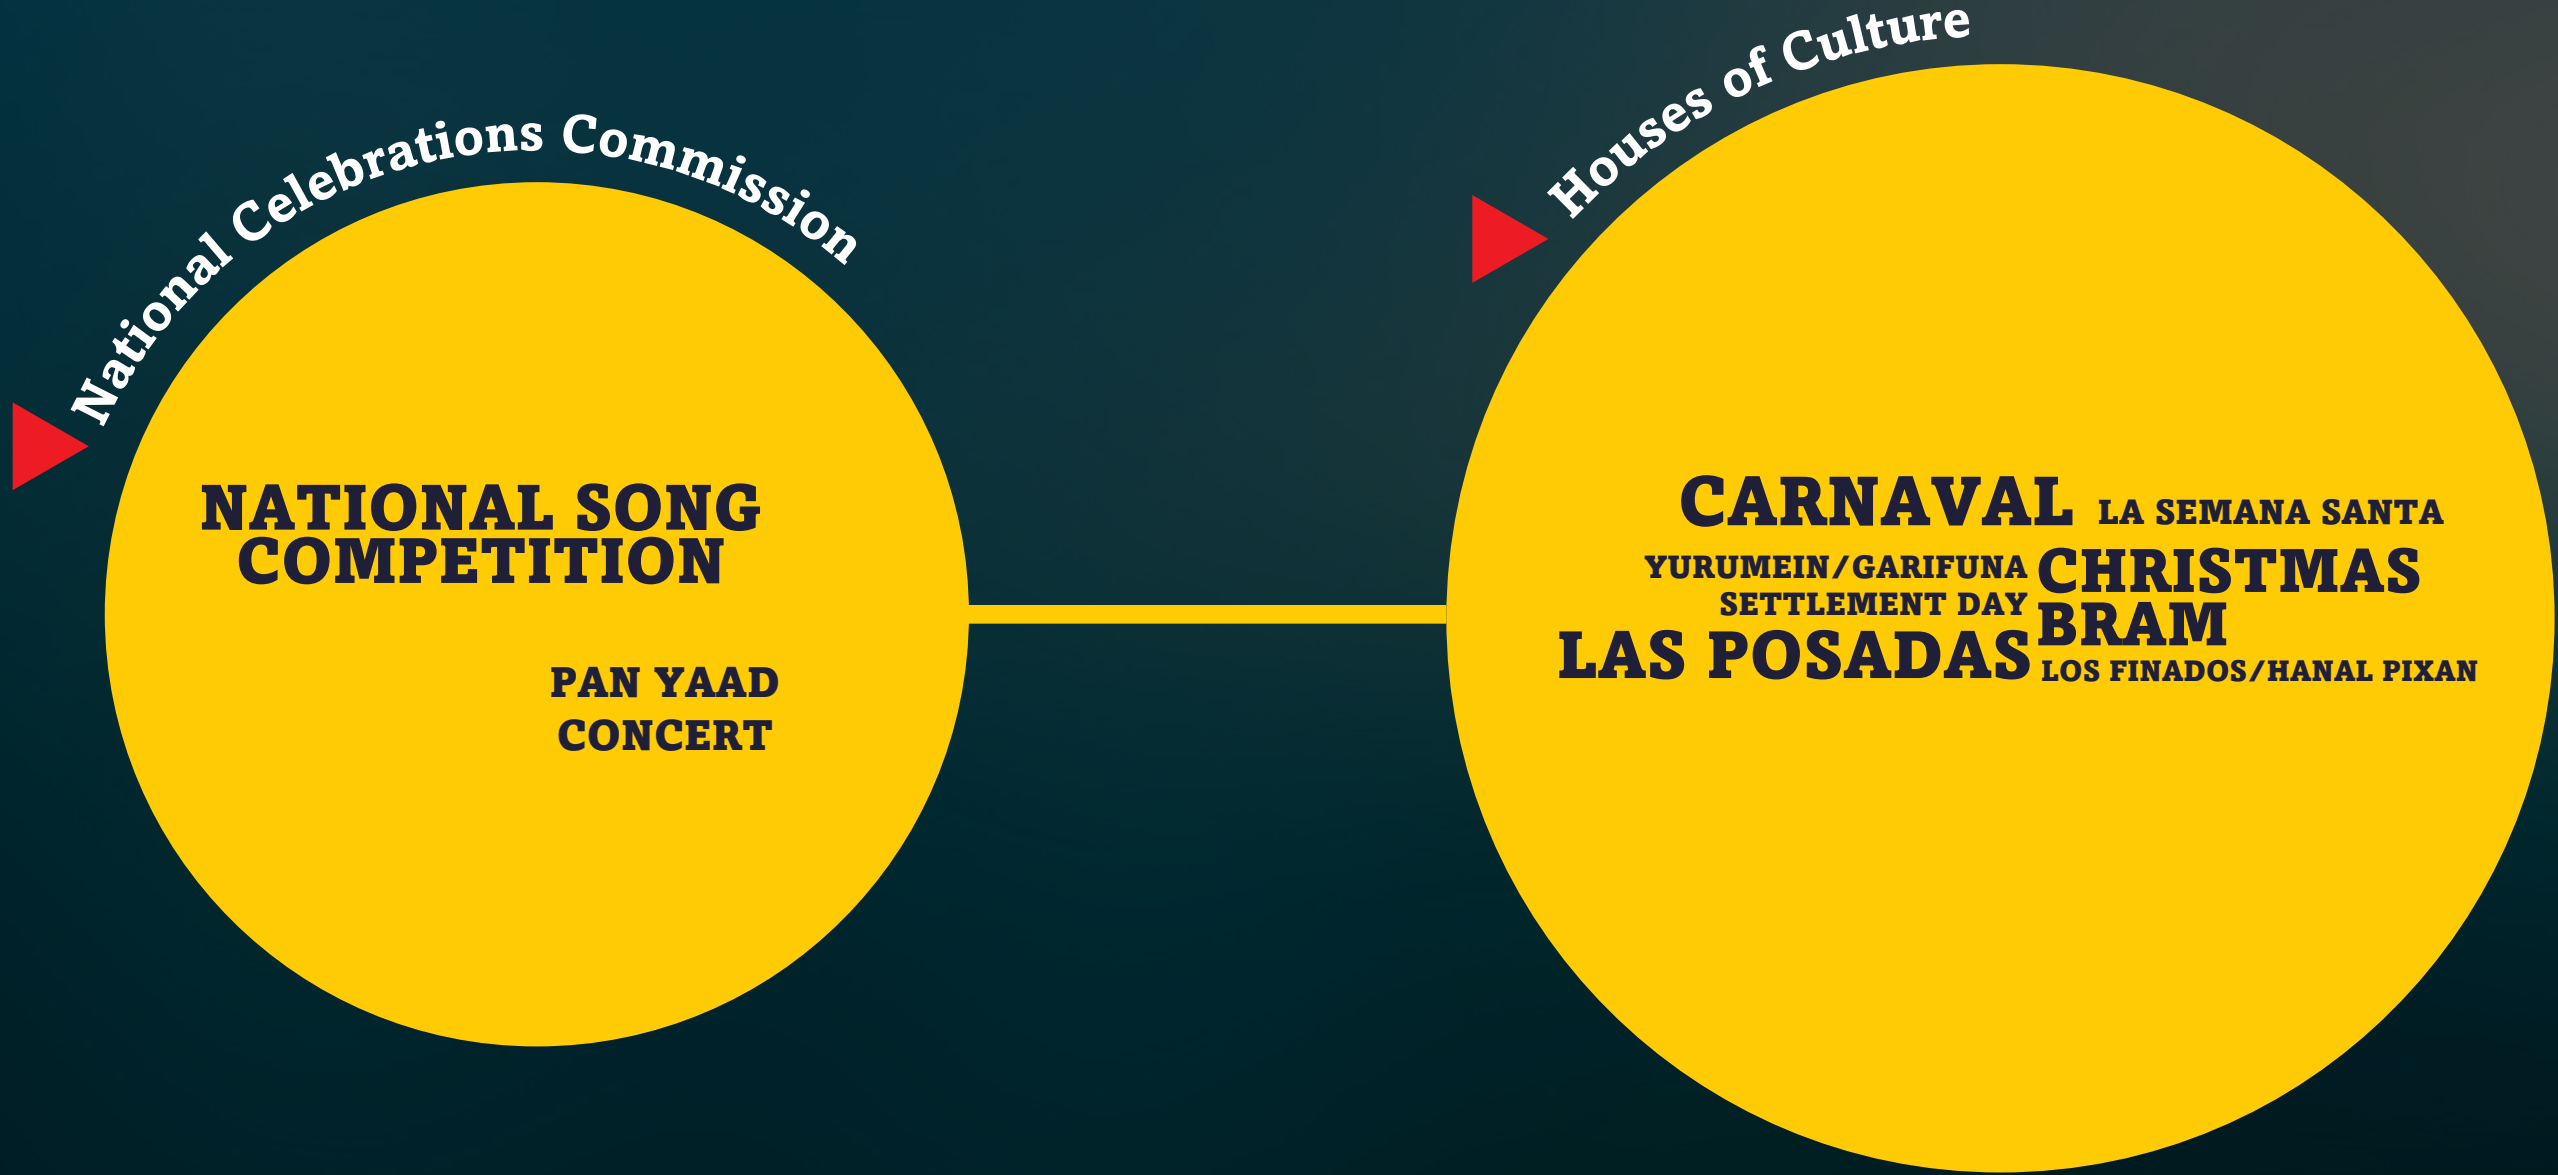 National Celebrations Commission
NATIONAL SONG
COMPETITION
PAN YAAD
CONCERT
Houses of Culture
CARNAVAL
LA SEMANA SANTA
YURUMEIN/GARIFUNA
SETTLEMENT DAY
CHRISTMAS
BRAM
LAS POSADAS
LOS FINADOS/HANAL PIXAN